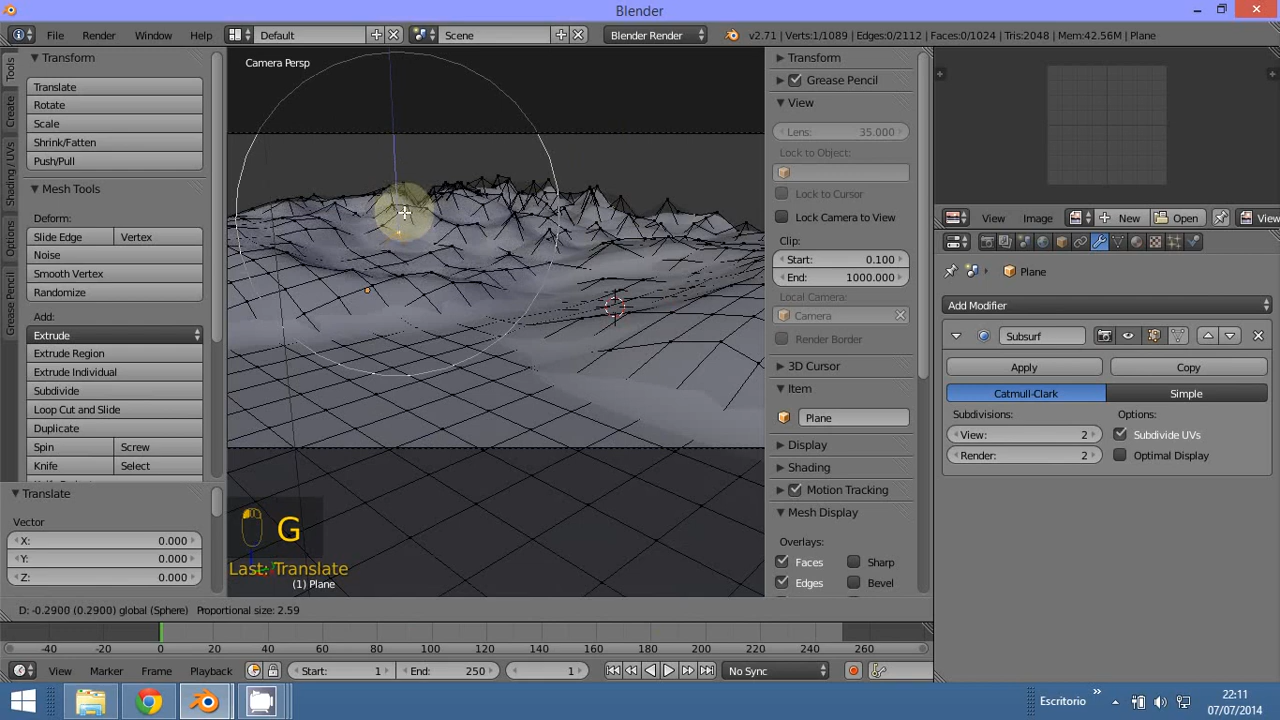 Blender
File Render Window Help Default Scene Blender Render v2.71 | Verts:1/1089 | Edges:0/2112 | Faces:0/1024 | Tris:2048 | Mem:42.56M | Plane
Tools
Create
Shading / UVs
Options
Grease Pencil
Transform
Translate
Rotate
Scale
Shrink/Fatten
Push/Pull
Mesh Tools
Deform:
Slide Edge Vertex
Noise
Smooth Vertex
Randomize
Add:
Extrude
Extrude Region
Extrude Individual
Subdivide
Loop Cut and Slide
Duplicate
Spin Screw
Knife Select
Translate
Vector
X: 0.000
Y: 0.000
Z: 0.000
Camera Persp
G
Last: Translate
(1) Plane
Transform
Grease Pencil
View
Lens: 35.000
Lock to Object:
Lock to Cursor
Lock Camera to View
Clip:
Start: 0.100
End: 1000.000
Local Camera:
Camera
Render Border
3D Cursor
Item
Plane
Display
Shading
Motion Tracking
Mesh Display
Overlays:
Faces Sharp
Edges Bevel
View Image New Open View
Plane
Add Modifier
Subsurf
Apply Copy
Catmull-Clark Simple
Subdivisions: Options:
View: 2 Subdivide UVs
Render: 2 Optimal Display
D: -0.2900 (0.2900) global (Sphere) Proportional size: 2.59
-40 -20 0 20 40 60 80 100 120 140 160 180 200 220 240 260
View Marker Frame Playback Start: 1 End: 250 1 No Sync
Escritorio
22:11
07/07/2014